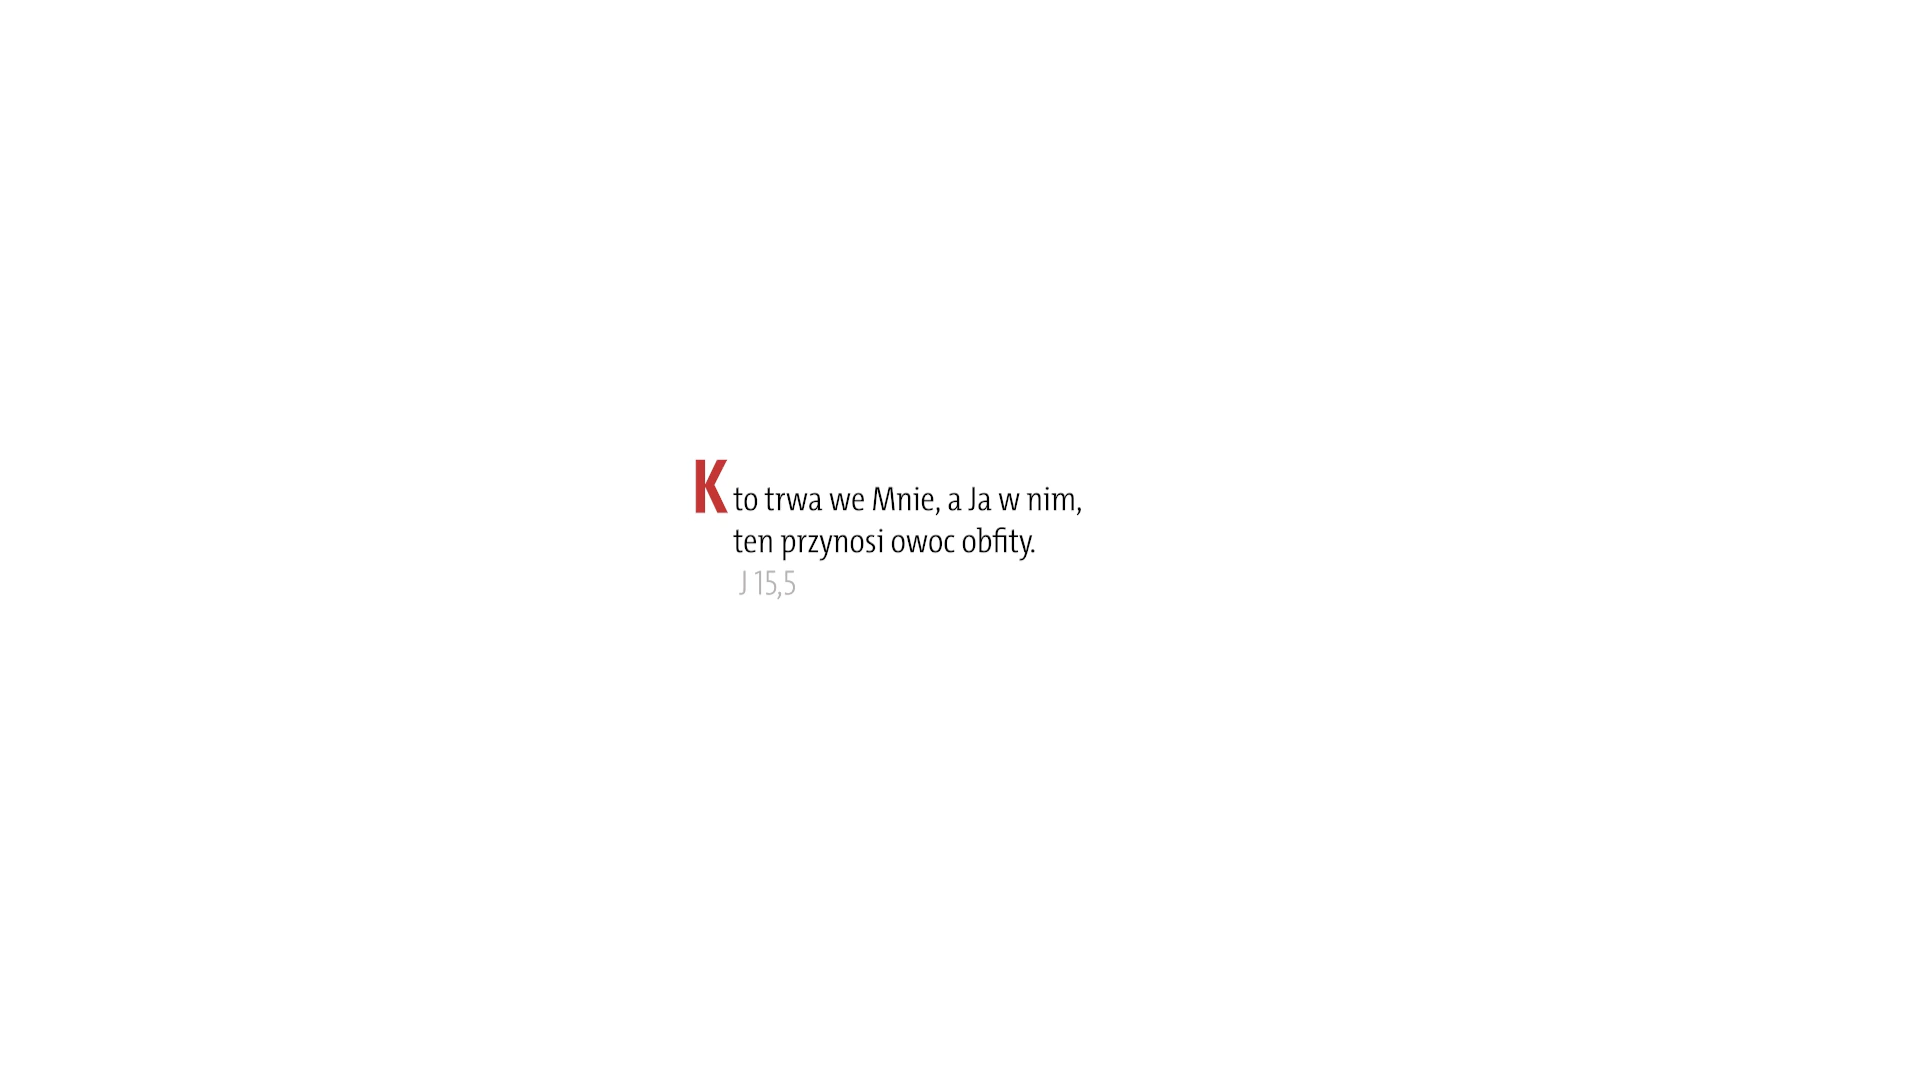 Kto trwa we Mnie, a Ja w nim,
ten przynosi owoc obfity.
J 15,5